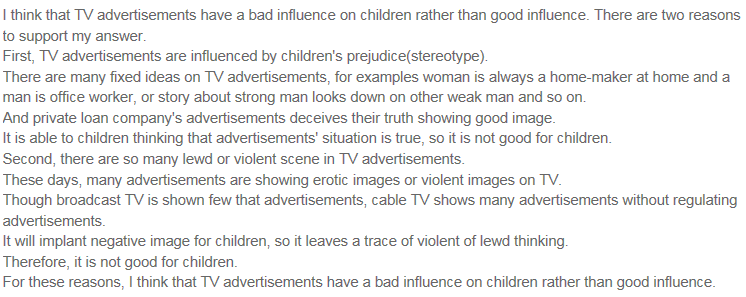 I think that TV advertisements have a bad influence on children rather than good influence. There are two reasons
to support my answer.
First, TV advertisements are influenced by children's prejudice(stereotype).
There are many fixed ideas on TV advertisements, for examples woman is always a home-maker at home and a
man is office worker, or story about strong man looks down on other weak man and so on.
And private loan company's advertisements deceives their truth showing good image.
It is able to children thinking that advertisements' situation is true, so it is not good for children.
Second, there are so many lewd or violent scene in TV advertisements.
These days, many advertisements are showing erotic images or violent images on TV.
Though broadcast TV is shown few that advertisements, cable TV shows many advertisements without regulating
advertisements.
It will implant negative image for children, so it leaves a trace of violent of lewd thinking.
Therefore, it is not good for children.
For these reasons, I think that TV advertisements have a bad influence on children rather than good influence.